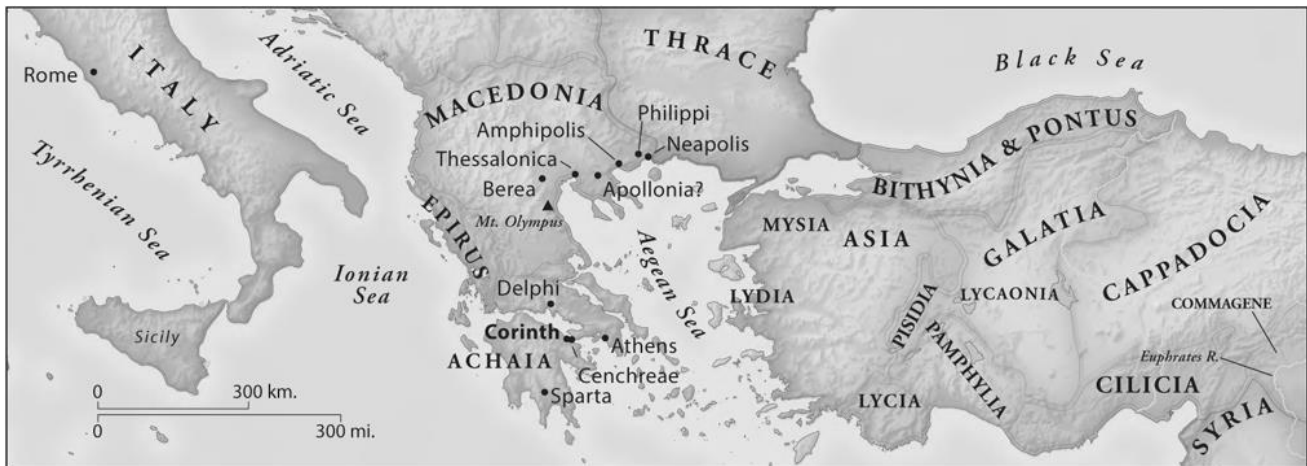 THRACE
Black Sea
Adriatic Sea
Rome
ITALY
MACEDONIA
Philippi
Amphipolis
Neapolis
Thessalonica
Berea
Apollonia?
BITHYNIA & PONTUS
Tyrrhenian Sea
EPIRUS
Mt. Olympus
MYSIA
ASIA
GALATIA
CAPPADOCIA
Aegean Sea
Ionian
Sea
Delphi
LYDIA
PISIDIA
LYCAONIA
COMMAGENE
Sicily
Corinth
Athens
ACHAIA
Cenchreae
PAMPHYLIA
Euphrates R.
CILICIA
Sparta
LYCIA
SYRIA
0 300 km.
0 300 mi.